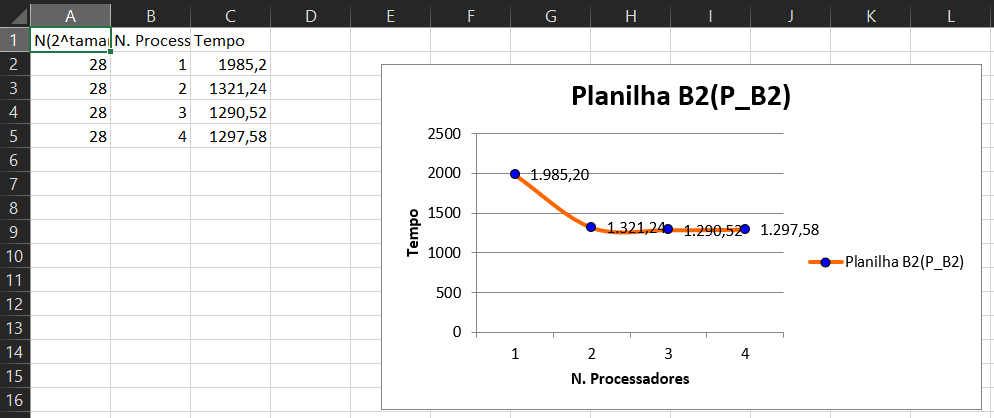 A B C D E F G H I J K L
1 N(2^tamar N. Process Tempo
2 28 1 1985,2
3 28 2 1321,24
4 28 3 1290,52
5 28 4 1297,58
6
7
8
9
10
11
12
13
14
15
16
Planilha B2(P_B2)
2500
2000
1500
1000
500
0
Tempo
1.985,20
1.321,24
1.290,52
1.297,58
Planilha B2(P_B2)
1 2 3 4
N. Processadores